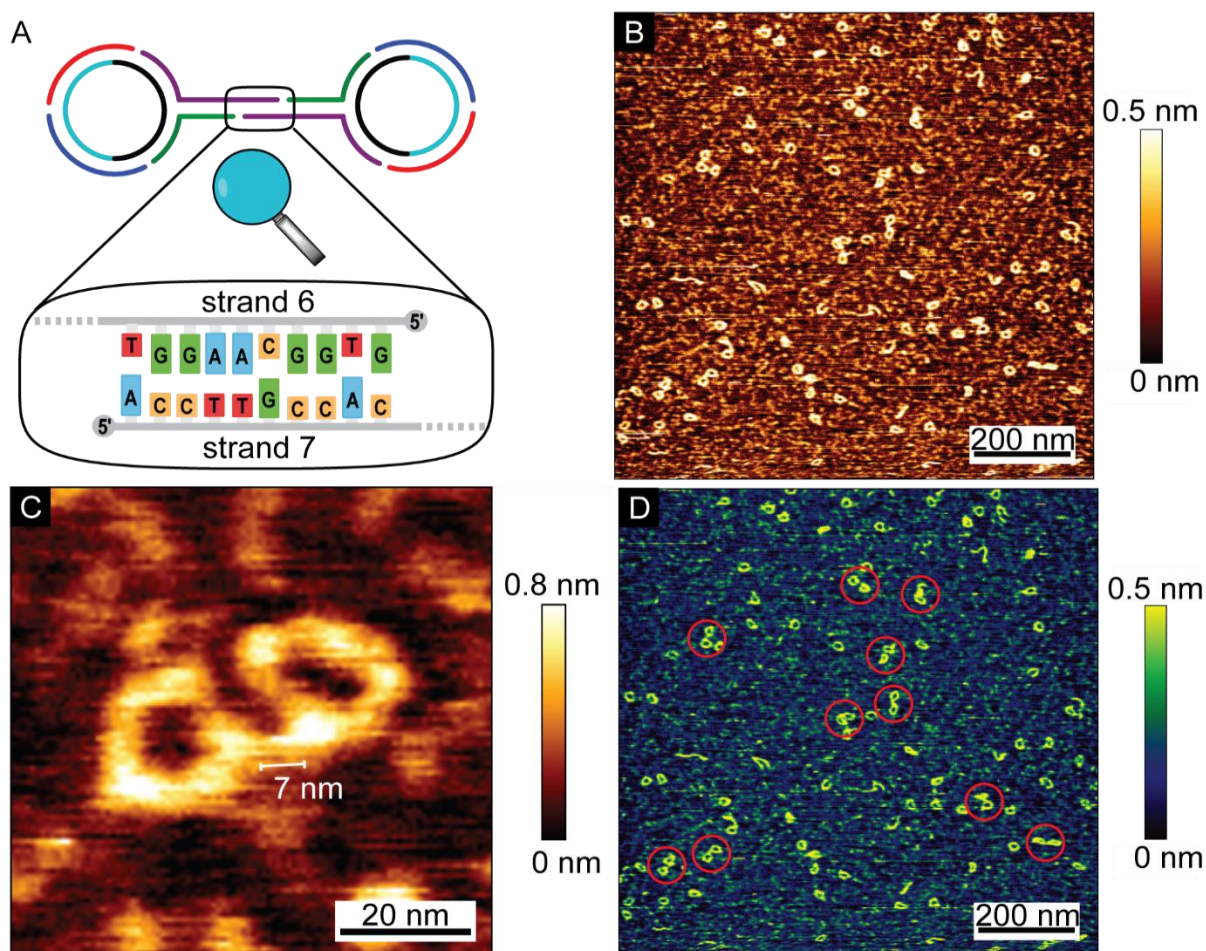 A
strand 6
5'
T G G A A C G G T G
A C C T T G C C A C
5'
strand 7
B
0.5 nm
0 nm
200 nm
C
7 nm
20 nm
0.8 nm
0 nm
D
0.5 nm
0 nm
200 nm